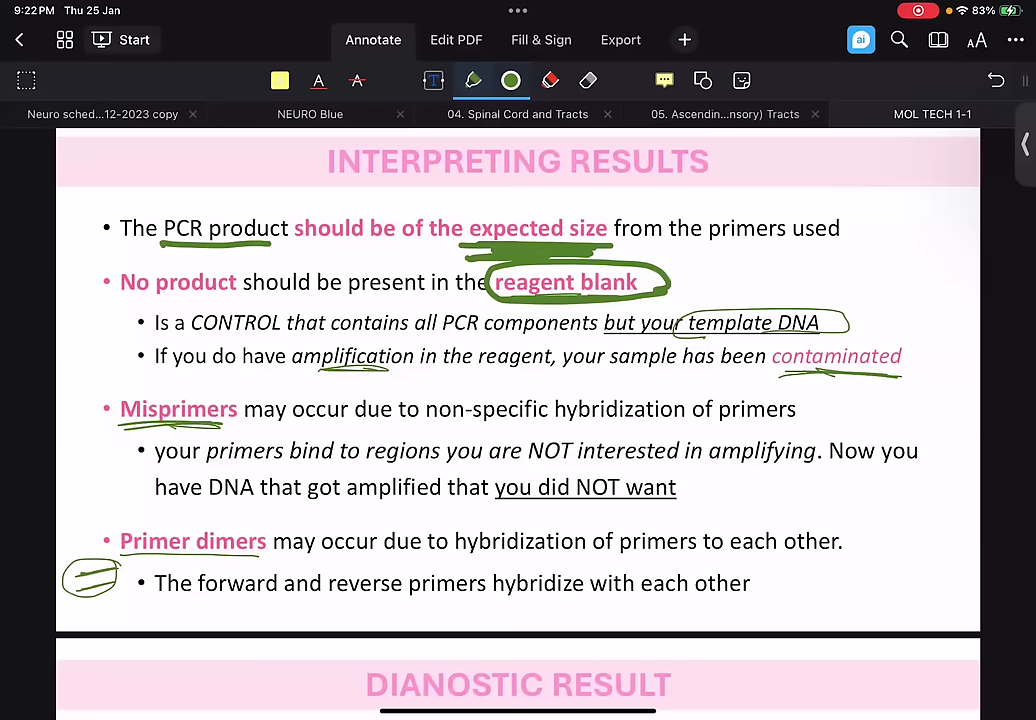 9:22 PM Thu 25 Jan
83%
Start
Annotate
Edit PDF
Fill & Sign
Export
ai
AA
A
A
T
Neuro sched...12-2023 copy
NEURO Blue
04. Spinal Cord and Tracts
05. Ascendin...nsory) Tracts
MOL TECH 1-1
INTERPRETING RESULTS
• The PCR product should be of the expected size from the primers used
• No product should be present in the reagent blank
• Is a CONTROL that contains all PCR components but your template DNA
• If you do have amplification in the reagent, your sample has been contaminated
• Misprimers may occur due to non-specific hybridization of primers
• your primers bind to regions you are NOT interested in amplifying. Now you
have DNA that got amplified that you did NOT want
• Primer dimers may occur due to hybridization of primers to each other.
• The forward and reverse primers hybridize with each other
DIANOSTIC RESULT